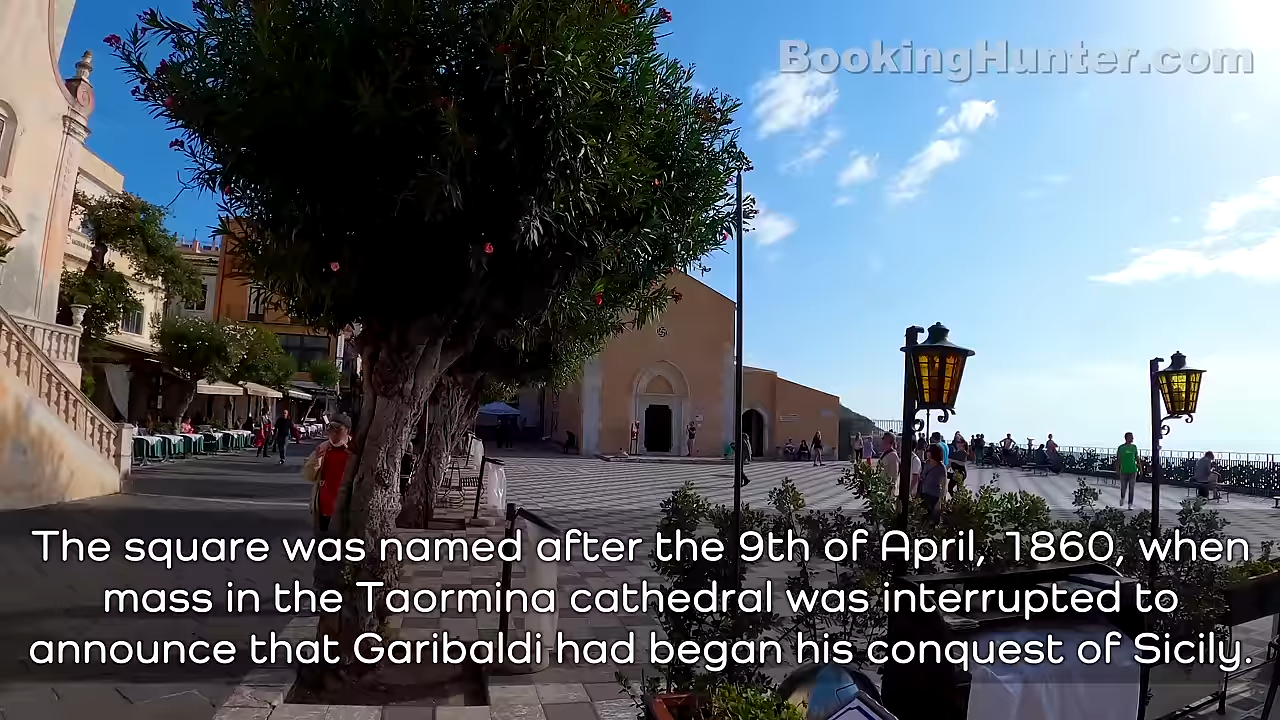 BookingHunter.com
The square was named after the 9th of April, 1860, when
mass in the Taormina cathedral was interrupted to
announce that Garibaldi had began his conquest of Sicily.